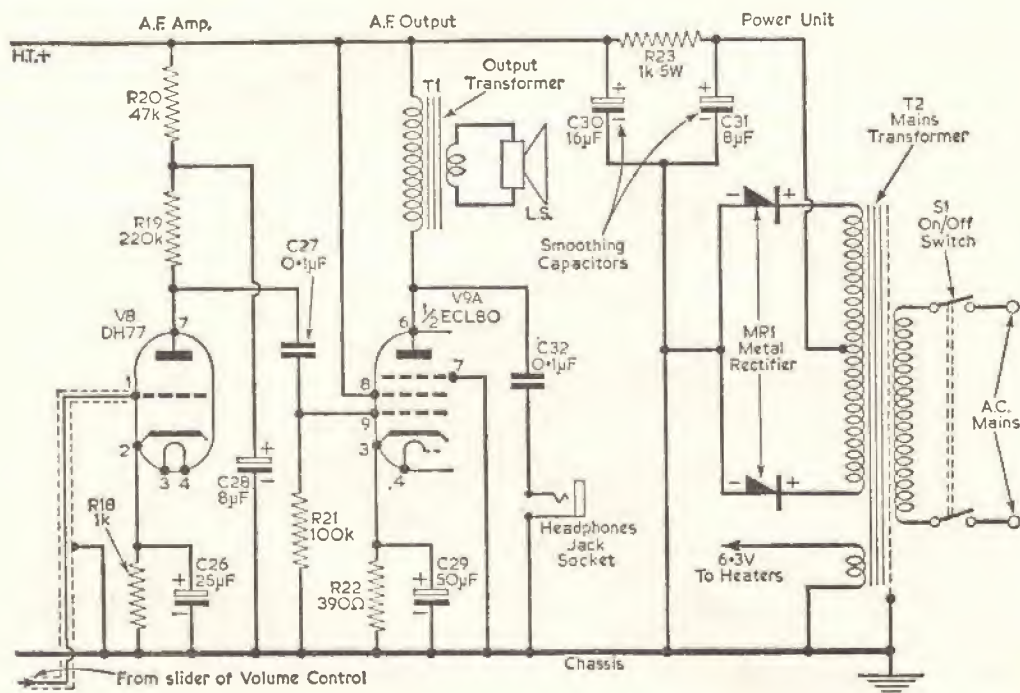 A.F. Amp.
A.F. Output
Power Unit
H.T.+
R20
47k
R19
220k
C27
0·1µF
V8
DH77
7
1
2
3 4
R18
1k
C26
25µF
+
−
C28
8µF
+
−
R21
100k
T1
Output
Transformer
L.S.
V9A
½
ECL80
6
7
8
9
3
4
R22
390Ω
C29
50µF
+
−
C32
0·1µF
Headphones
Jack
Socket
R23
1k 5W
+
−
C30
16µF
+
−
C31
8µF
Smoothing
Capacitors
T2
Mains
Transformer
S1
On/Off
Switch
−
+
MR1
Metal
Rectifier
−
+
A.C.
Mains
6·3V
To Heaters
Chassis
From slider of Volume Control